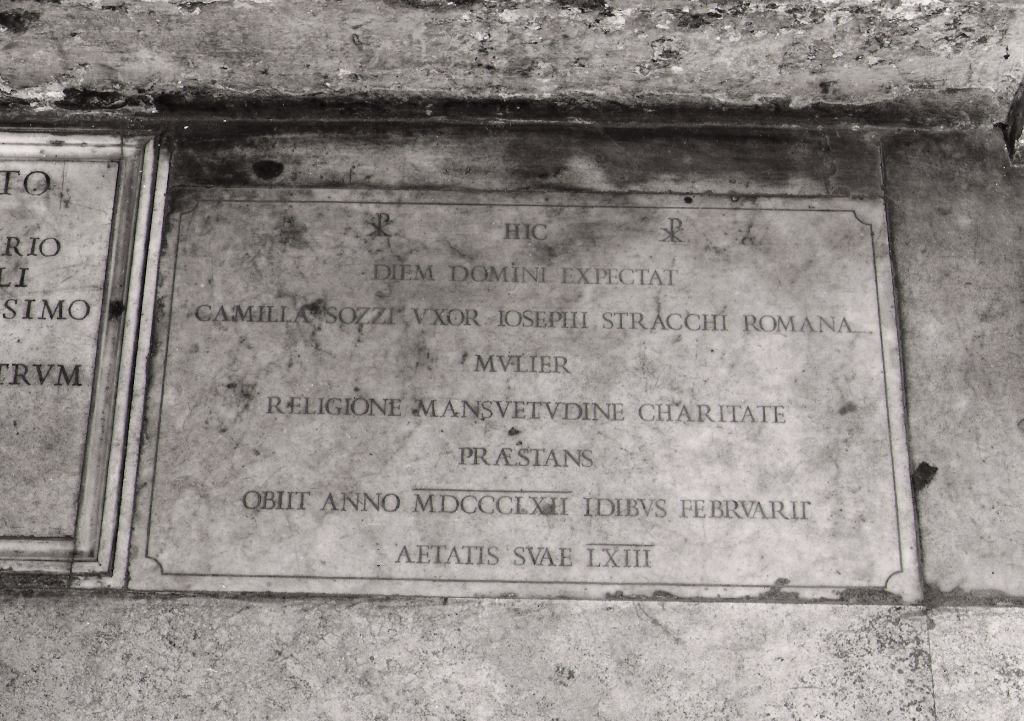 TO
RIO
LI
SSIMO
TRVM
A ☧ HIC ☧
DIEM DOMINI EXPECTAT
CAMILLA SOZZI VXOR IOSEPHI STRACCHI ROMANA
MVLIER
RELIGIONE MANSVETVDINE CHARITATE
PRÆSTANS
OBIIT ANNO MDCCCLXII IDIBVS FEBRVARII
AETATIS SVAE LXIII